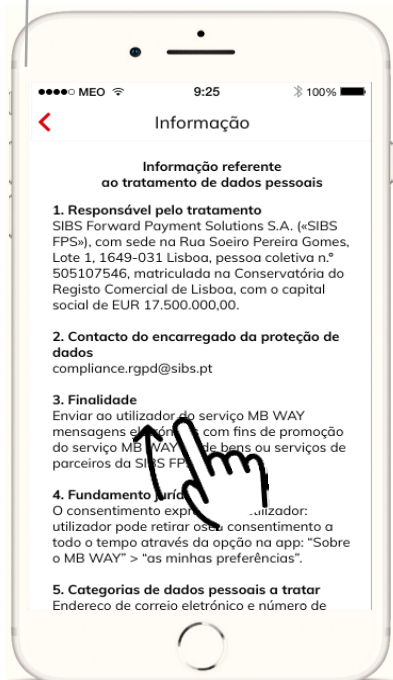 MEO 9:25 100%
Informação
Informação referente
ao tratamento de dados pessoais
1. Responsável pelo tratamento
SIBS Forward Payment Solutions S.A. («SIBS
FPS»), com sede na Rua Soeiro Pereira Gomes,
Lote 1, 1649-031 Lisboa, pessoa coletiva n.º
505107546, matriculada na Conservatória do
Registo Comercial de Lisboa, com o capital
social de EUR 17.500.000,00.
2. Contacto do encarregado da proteção de
dados
compliance.rgpd@sibs.pt
3. Finalidade
Enviar ao utilizador do serviço MB WAY
mensagens com fins de promoção
do serviço MB WAY de bens ou serviços de
parceiros da SIBS FPS
4. Fundamento
O consentimento utilizador:
utilizador pode retirar o seu consentimento a
todo o tempo através da opção na app: “Sobre
o MB WAY” > “as minhas preferências”.
5. Categorias de dados pessoais a tratar
Endereço de correio eletrónico e número de